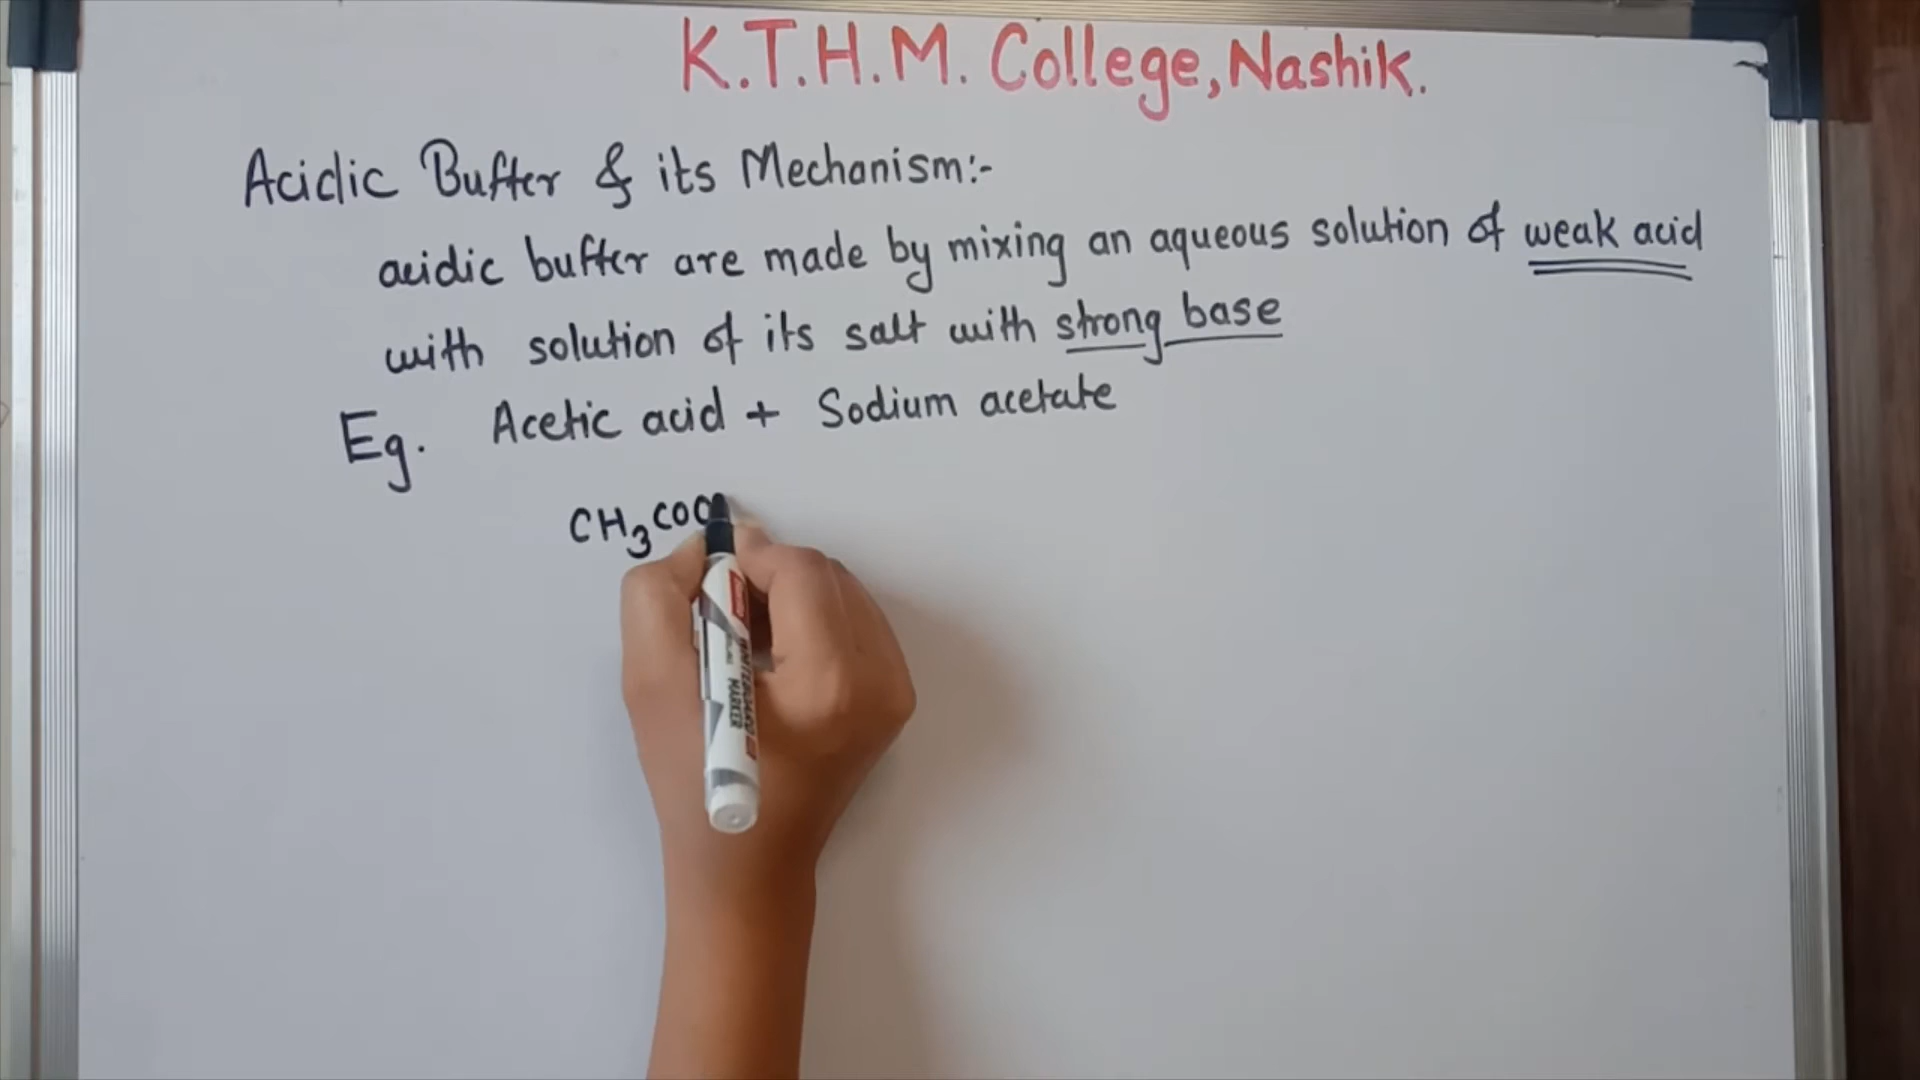 K.T.H.M. College, Nashik.
Acidic Buffer & its Mechanism:-
acidic buffer are made by mixing an aqueous solution of weak acid
with solution of its salt with strong base
Eg. Acetic acid + Sodium acetate
CH₃COO
MARKER